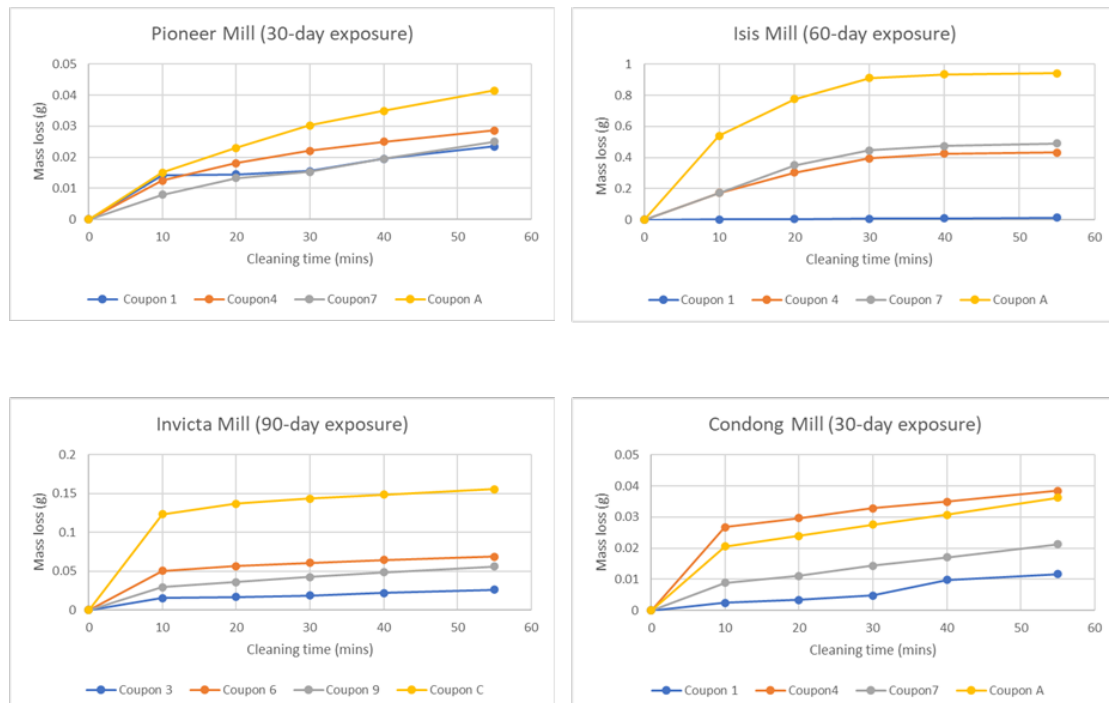 Pioneer Mill (30-day exposure)
Mass loss (g)
0.05
0.04
0.03
0.02
0.01
0
0 10 20 30 40 50 60
Cleaning time (mins)
Coupon 1 Coupon4 Coupon7 Coupon A
Isis Mill (60-day exposure)
Mass loss (g)
1
0.8
0.6
0.4
0.2
0
0 10 20 30 40 50 60
Cleaning time (mins)
Coupon 1 Coupon 4 Coupon 7 Coupon A
Invicta Mill (90-day exposure)
Mass loss (g)
0.2
0.15
0.1
0.05
0
0 10 20 30 40 50 60
Cleaning time (mins)
Coupon 3 Coupon 6 Coupon 9 Coupon C
Condong Mill (30-day exposure)
Mass loss (g)
0.05
0.04
0.03
0.02
0.01
0
0 10 20 30 40 50 60
Cleaning time (mins)
Coupon 1 Coupon4 Coupon7 Coupon A